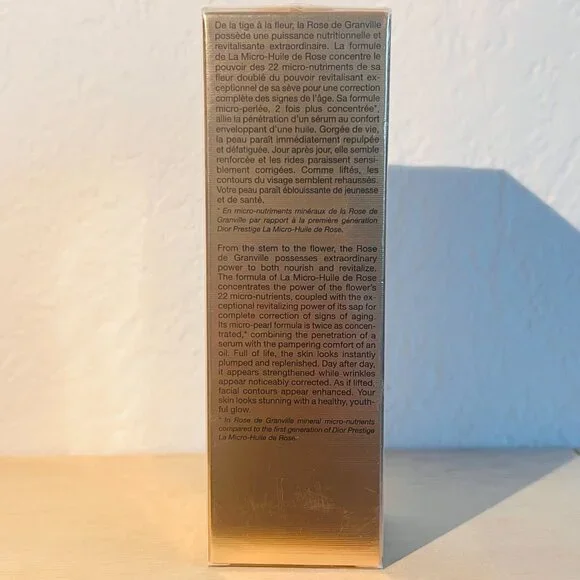 De la tige à la fleur, la Rose de Granville
possède une puissance nutritionnelle et
revitalisante extraordinaire. La formule
de La Micro-Huile de Rose concentre le
pouvoir des 22 micro-nutriments de sa
fleur doublé du pouvoir revitalisant ex-
ceptionnel de sa sève pour une correction
complète des signes de l'âge. Sa formule
micro-perlée, 2 fois plus concentrée*,
allie la pénétration d'un sérum au confort
enveloppant d'une huile. Gorgée de vie,
la peau paraît immédiatement repulpée
et défatiguée. Jour après jour, elle semble
renforcée et les rides paraissent sensi-
blement corrigées. Comme liftés, les
contours du visage semblent rehaussés.
Votre peau paraît éblouissante de jeunesse
et de santé.
* En micro-nutriments minéraux de la Rose de
Granville par rapport à la première génération
Dior Prestige La Micro-Huile de Rose.
From the stem to the flower, the Rose
de Granville possesses extraordinary
power to both nourish and revitalize.
The formula of La Micro-Huile de Rose
concentrates the power of the flower's
22 micro-nutrients, coupled with the ex-
ceptional revitalizing power of its sap for
complete correction of signs of aging.
Its micro-pearl formula is twice as concen-
trated,* combining the penetration of a
serum with the pampering comfort of an
oil. Full of life, the skin looks instantly
plumped and replenished. Day after day,
it appears strengthened while wrinkles
appear noticeably corrected. As if lifted,
facial contours appear enhanced. Your
skin looks stunning with a healthy, youth-
ful glow.
* In Rose de Granville mineral micro-nutrients
compared to the first generation of Dior Prestige
La Micro-Huile de Rose.